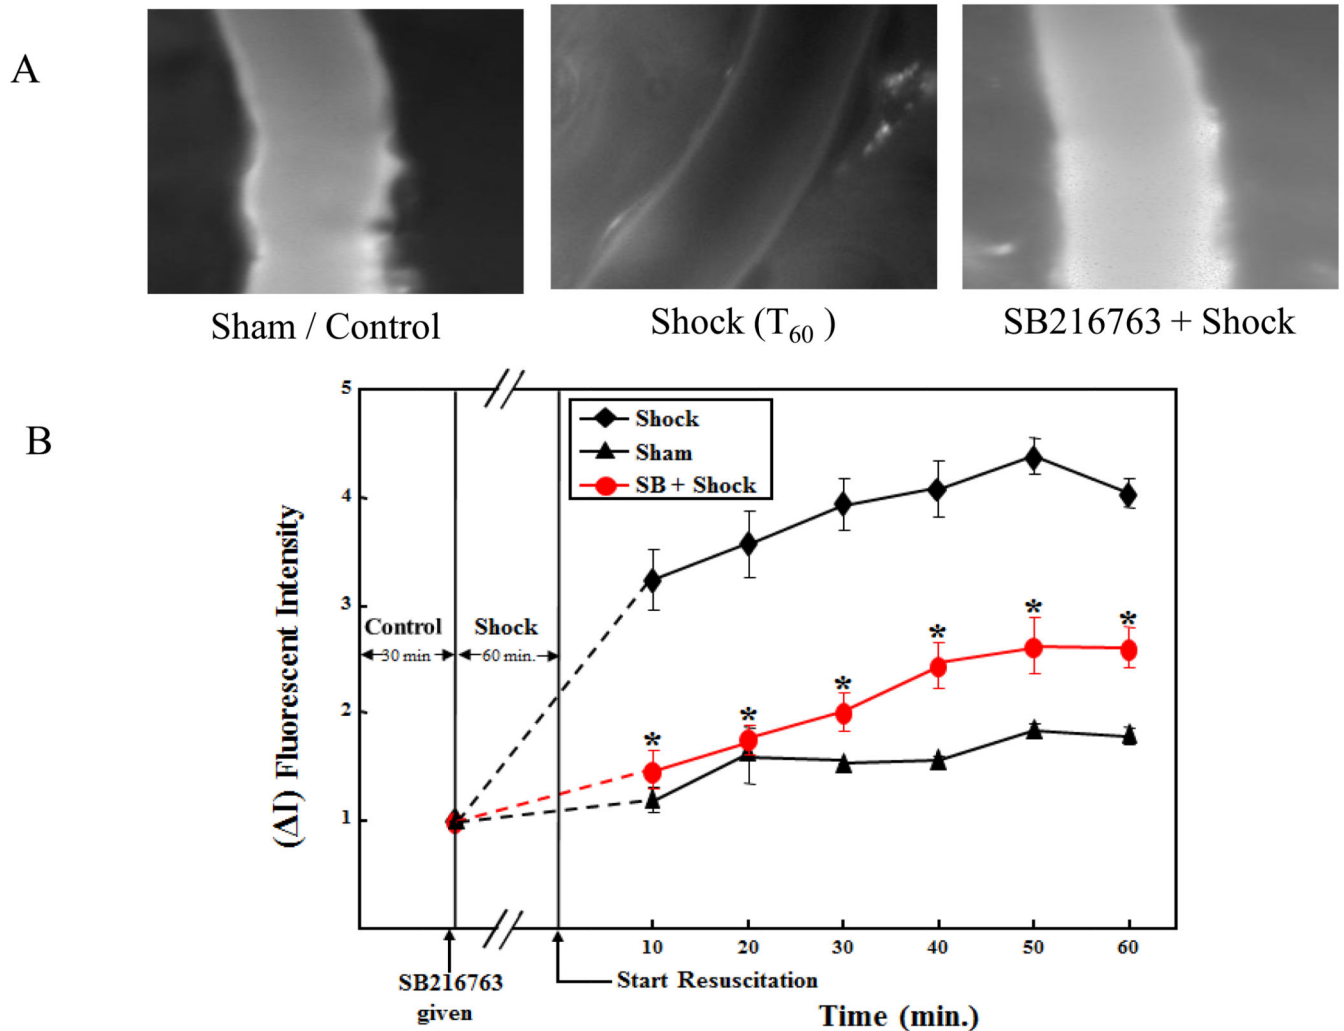 A
Sham / Control
Shock (T60 )
SB216763 + Shock
B
5
4
3
2
1
(ΔI) Fluorescent Intensity
Shock
Sham
SB + Shock
Control
30 min
Shock
60 min.
*
*
*
*
*
*
10 20 30 40 50 60
SB216763
given
Start Resuscitation
Time (min.)